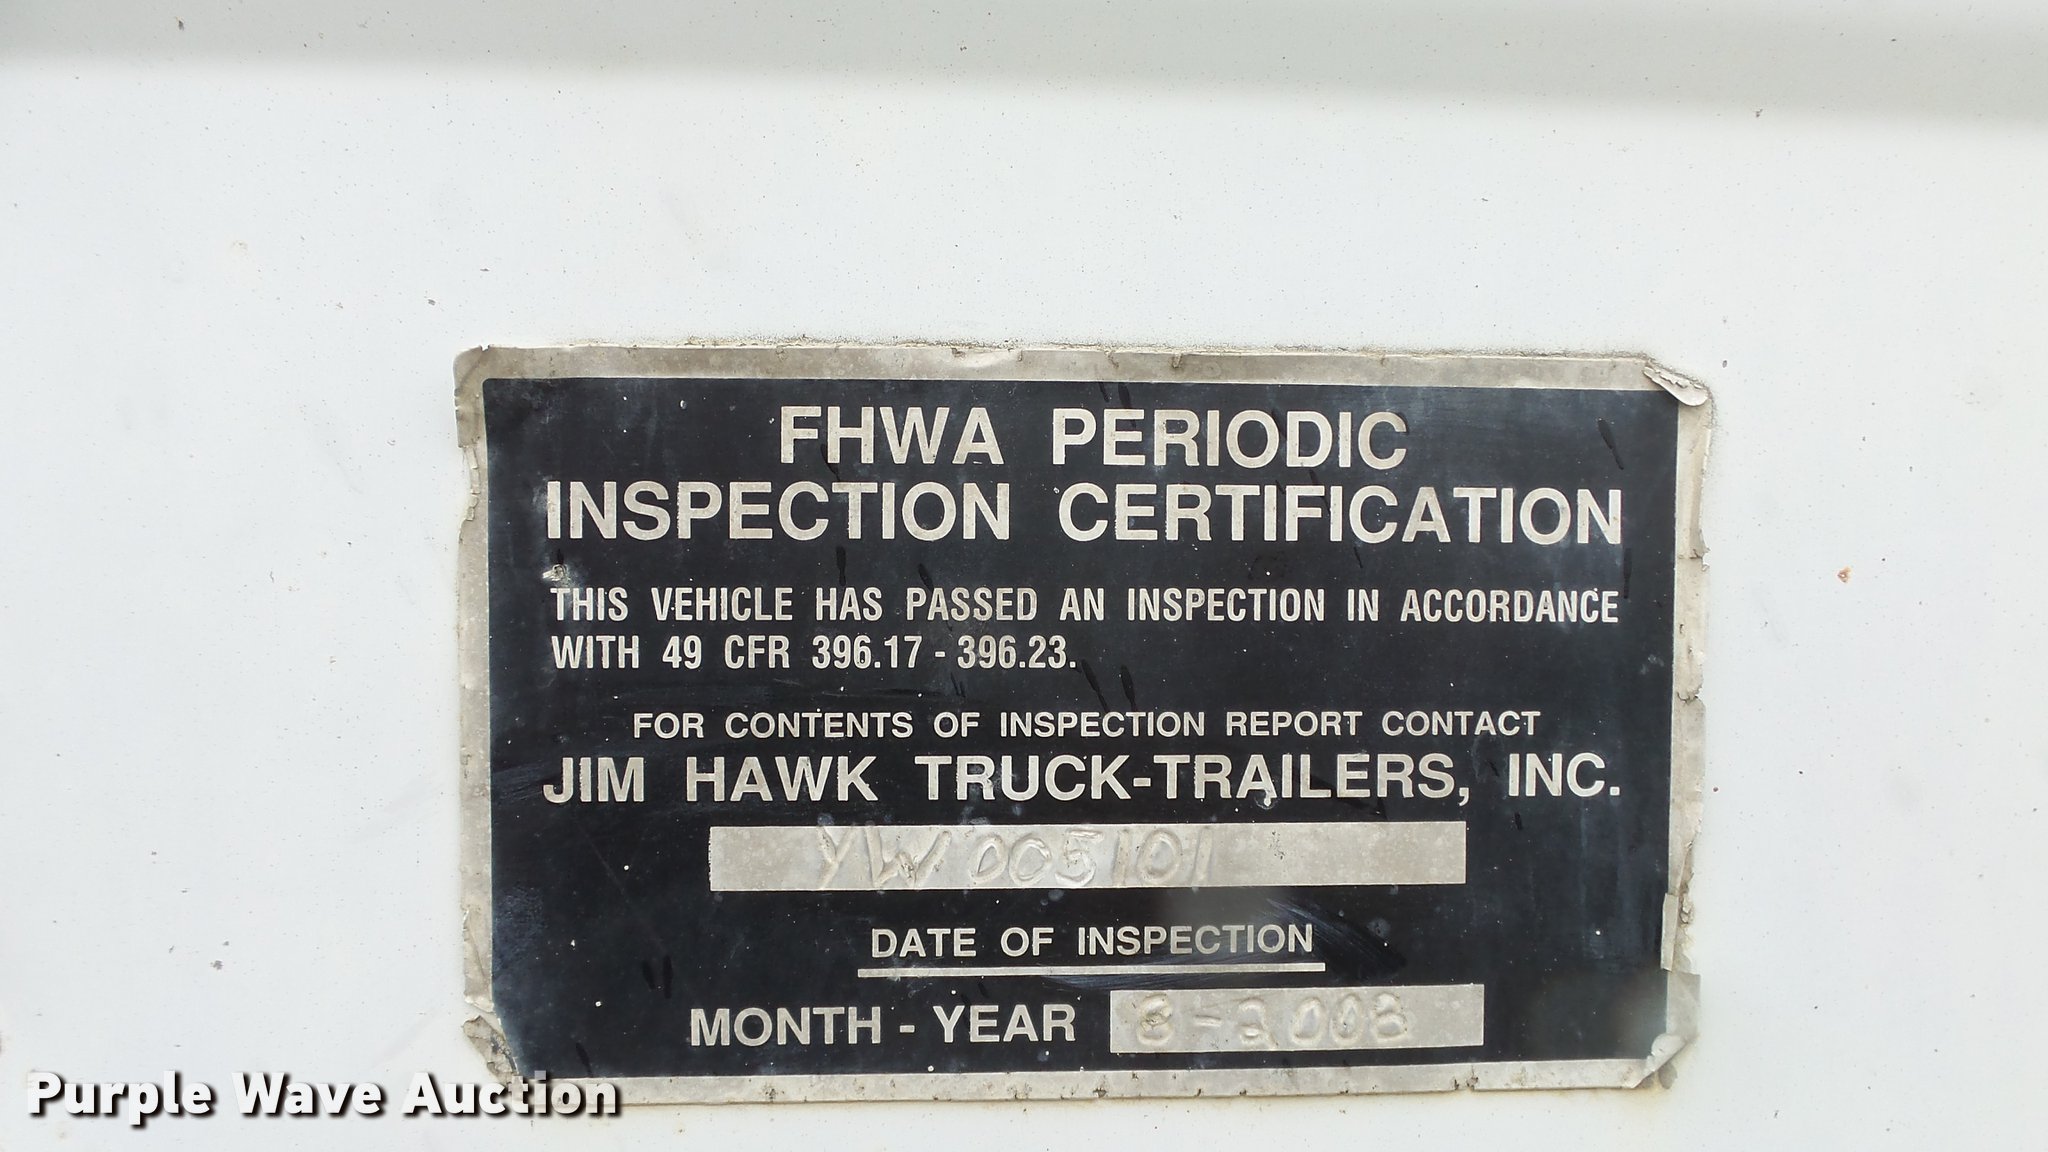 FHWA PERIODIC
INSPECTION CERTIFICATION
THIS VEHICLE HAS PASSED AN INSPECTION IN ACCORDANCE
WITH 49 CFR 396.17 - 396.23.
FOR CONTENTS OF INSPECTION REPORT CONTACT
JIM HAWK TRUCK-TRAILERS, INC.
YW005101
DATE OF INSPECTION
MONTH - YEAR 8-2008
Purple Wave Auction